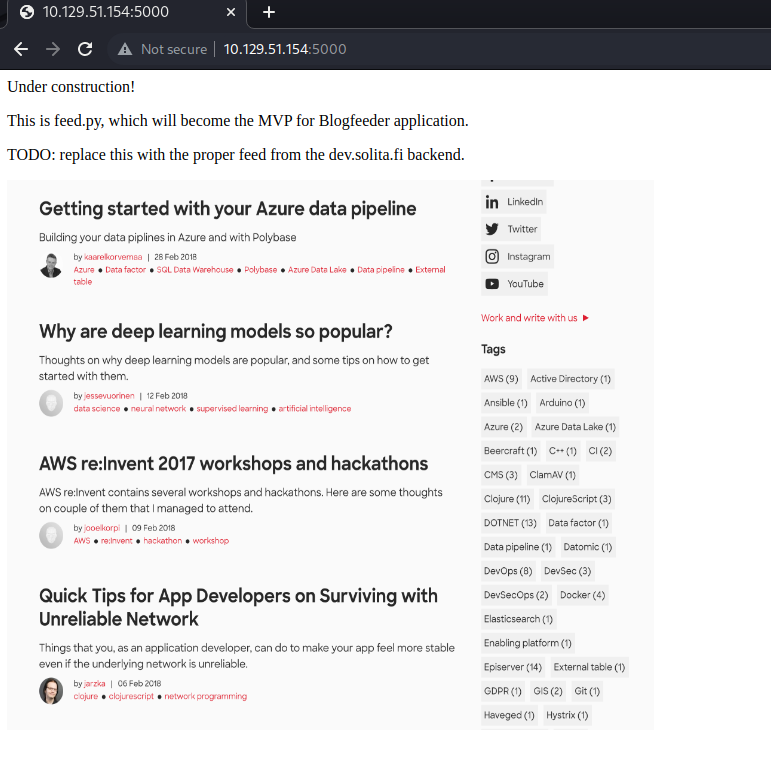 10.129.51.154:5000
Not secure
10.129.51.154:5000
Under construction!
This is feed.py, which will become the MVP for Blogfeeder application.
TODO: replace this with the proper feed from the dev.solita.fi backend.
Getting started with your Azure data pipeline
Building your data piplines in Azure and with Polybase
by kaarelkorvemaa | 28 Feb 2018
Azure ● Data factor ● SQL Data Warehouse ● Polybase ● Azure Data Lake ● Data pipeline ● External
table
Why are deep learning models so popular?
Thoughts on why deep learning models are popular, and some tips on how to get
started with them.
by jessevuorinen | 12 Feb 2018
data science ● neural network ● supervised learning ● artificial intelligence
AWS re:Invent 2017 workshops and hackathons
AWS re:Invent contains several workshops and hackathons. Here are some thoughts
on couple of them that I managed to attend.
by jooelkorpi | 09 Feb 2018
AWS ● re:Invent ● hackathon ● workshop
Quick Tips for App Developers on Surviving with
Unreliable Network
Things that you, as an application developer, can do to make your app feel more stable
even if the underlying network is unreliable.
by jarzka | 06 Feb 2018
clojure ● clojurescript ● network programming
LinkedIn
Twitter
Instagram
YouTube
Work and write with us ▶
Tags
AWS (9) Active Directory (1)
Ansible (1) Arduino (1)
Azure (2) Azure Data Lake (1)
Beercraft (1) C++ (1) CI (2)
CMS (3) ClamAV (1)
Clojure (11) ClojureScript (3)
DOTNET (13) Data factor (1)
Data pipeline (1) Datomic (1)
DevOps (8) DevSec (3)
DevSecOps (2) Docker (4)
Elasticsearch (1)
Enabling platform (1)
Episerver (14) External table (1)
GDPR (1) GIS (2) Git (1)
Haveged (1) Hystrix (1)